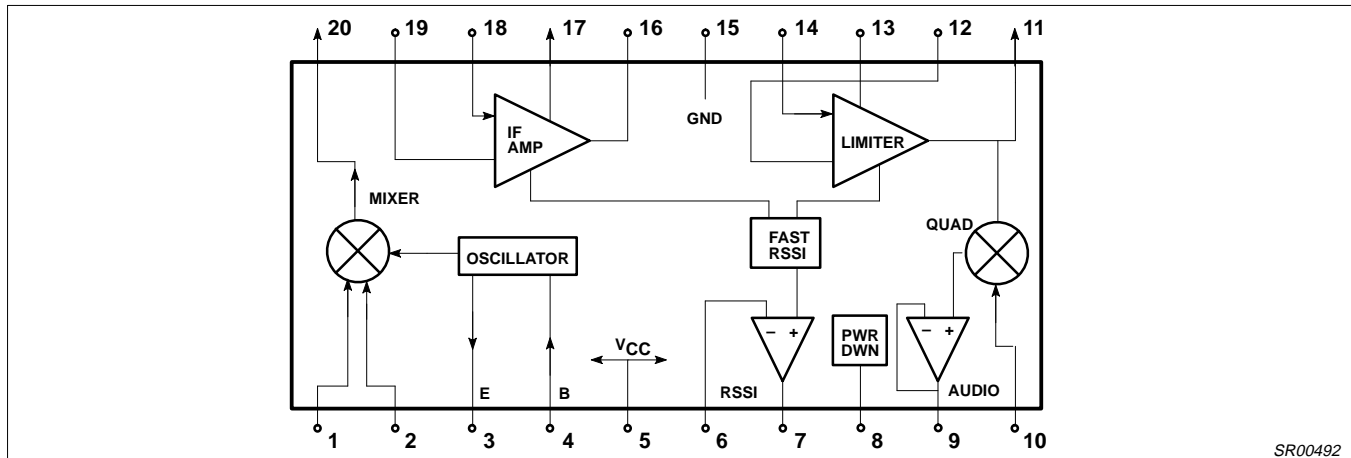 20 19 18 17 16 15 14 13 12 11
IF
AMP
GND
LIMITER
MIXER
QUAD
FAST
RSSI
OSCILLATOR
– +
PWR
DWN
– +
VCC
E B RSSI AUDIO
1 2 3 4 5 6 7 8 9 10
SR00492